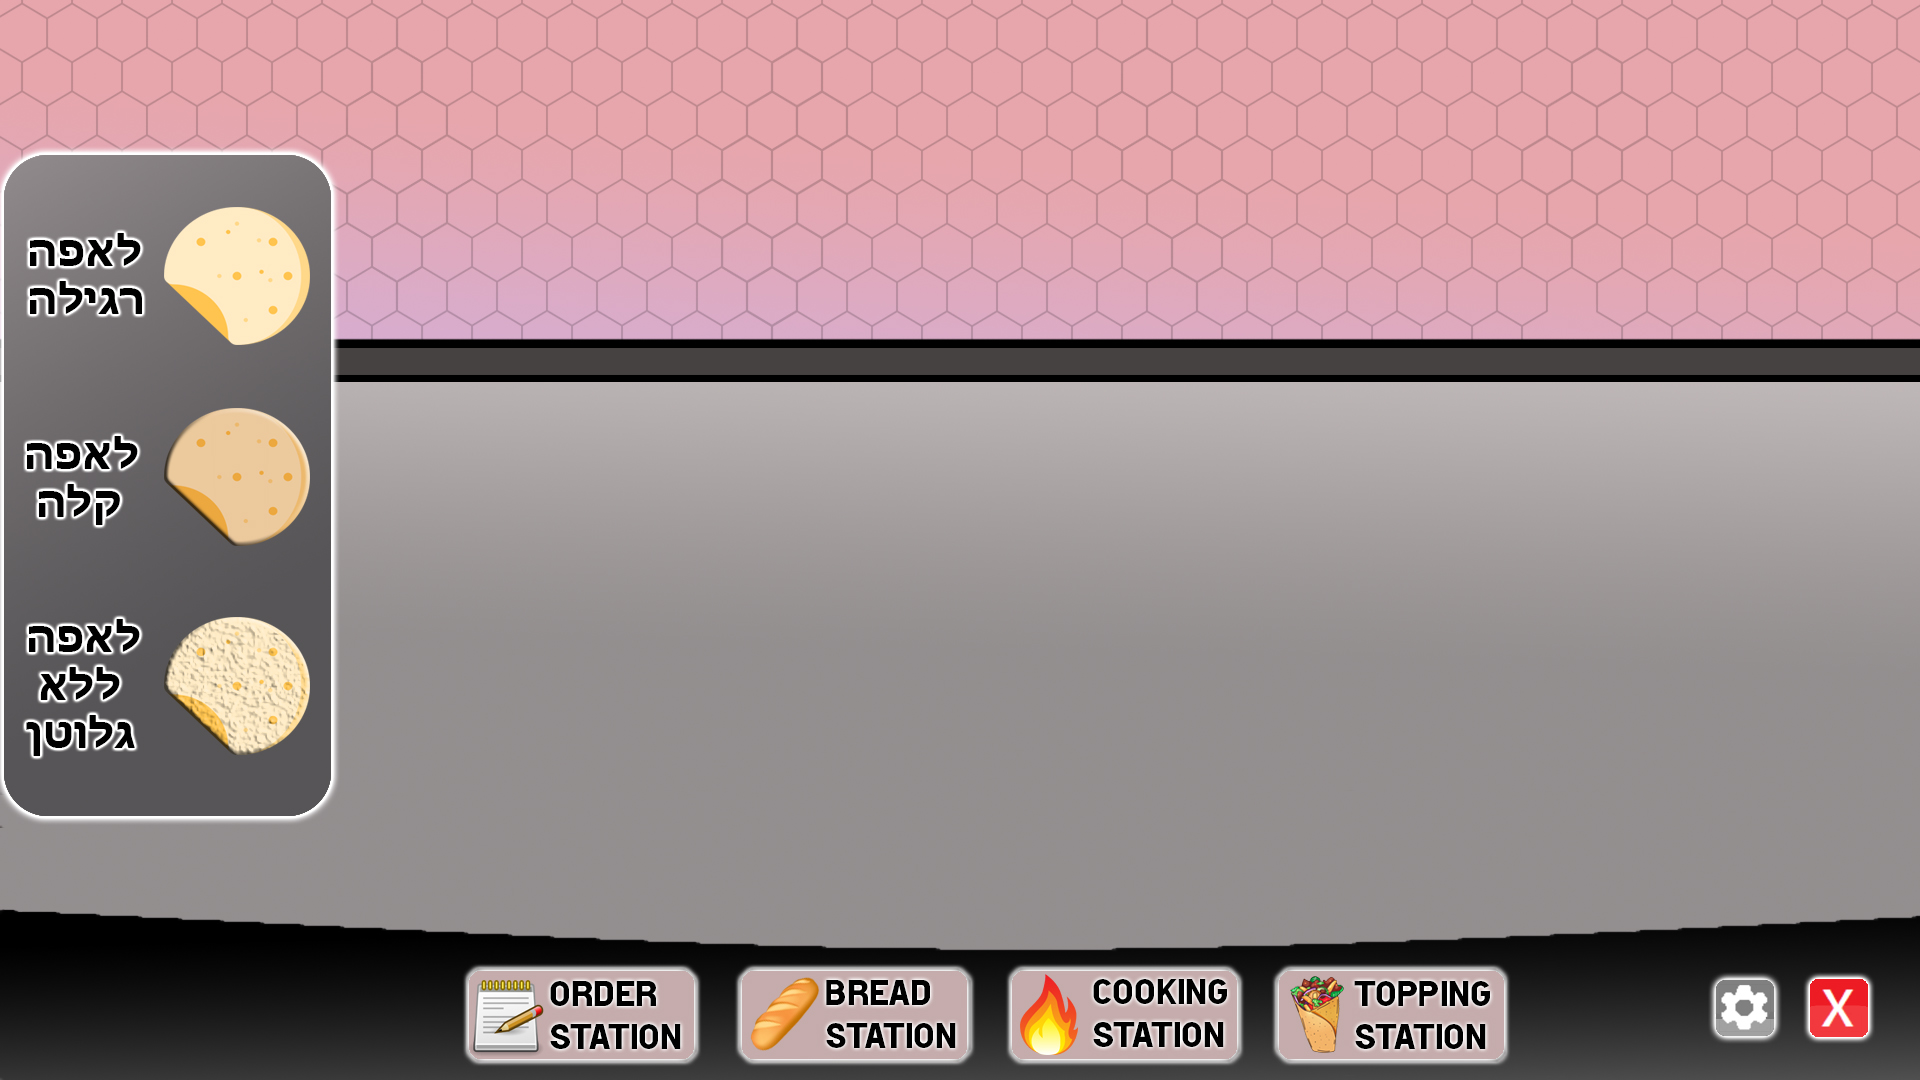 לאפה
רגילה
לאפה
קלה
לאפה
ללא
גלוטן
ORDER
STATION
BREAD
STATION
COOKING
STATION
TOPPING
STATION
X